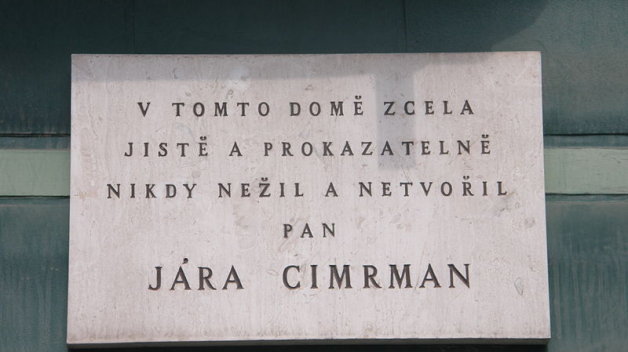 V TOMTO DOMĚ ZCELA
JISTĚ A PROKAZATELNĚ
NIKDY NEŽIL A NETVOŘIL
PAN
JÁRA CIMRMAN